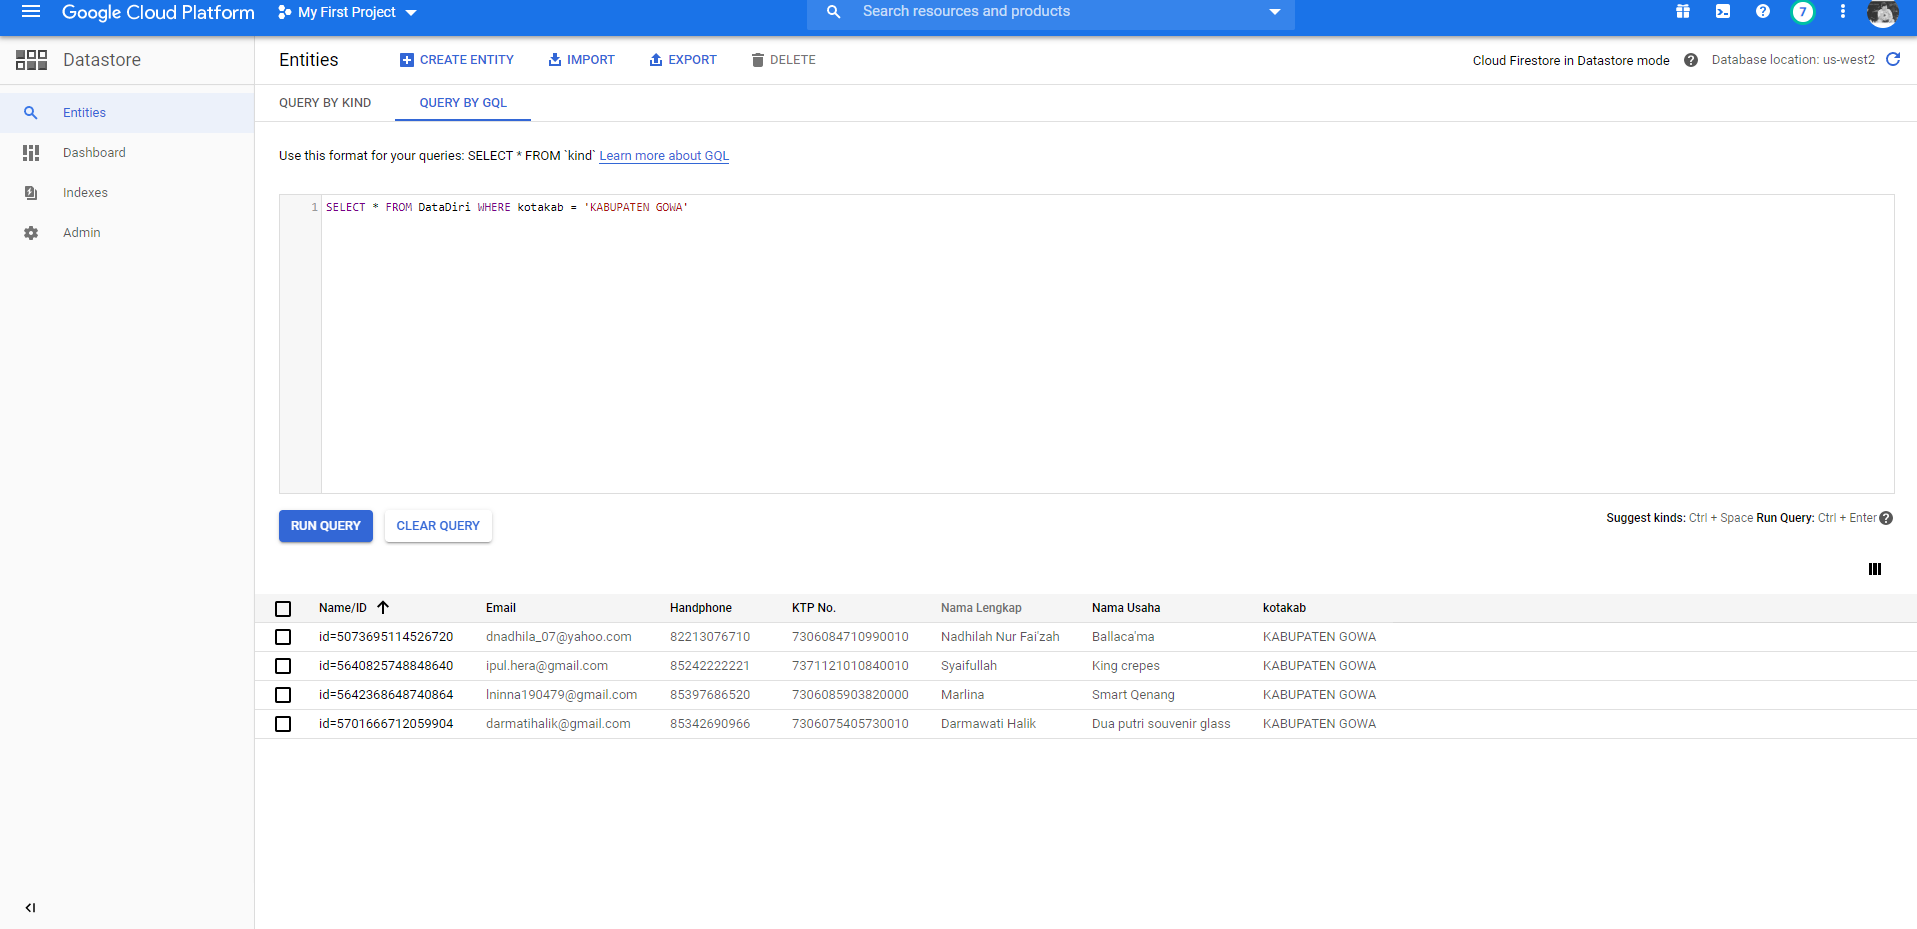 Google Cloud Platform My First Project Search resources and products 7
Datastore Entities CREATE ENTITY IMPORT EXPORT DELETE Cloud Firestore in Datastore mode Database location: us-west2
Entities
Dashboard
Indexes
Admin
QUERY BY KIND QUERY BY GQL
Use this format for your queries: SELECT * FROM `kind` Learn more about GQL
1 SELECT * FROM DataDiri WHERE kotakab = 'KABUPATEN GOWA'
RUN QUERY CLEAR QUERY Suggest kinds: Ctrl + Space Run Query: Ctrl + Enter
Name/ID Email Handphone KTP No. Nama Lengkap Nama Usaha kotakab
id=5073695114526720 dnadhila_07@yahoo.com 82213076710 7306084710990010 Nadhilah Nur Fai'zah Ballaca'ma KABUPATEN GOWA
id=5640825748848640 ipul.hera@gmail.com 85242222221 7371121010840010 Syaifullah King crepes KABUPATEN GOWA
id=5642368648740864 lninna190479@gmail.com 85397686520 7306085903820000 Marlina Smart Qenang KABUPATEN GOWA
id=5701666712059904 darmatihalik@gmail.com 85342690966 7306075405730010 Darmawati Halik Dua putri souvenir glass KABUPATEN GOWA